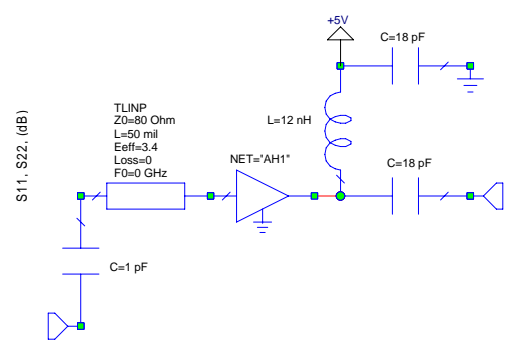 +5V
C=18 pF
L=12 nH
TLINP
Z0=80 Ohm
L=50 mil
Eeff=3.4
Loss=0
F0=0 GHz
NET="AH1"
C=18 pF
S11, S22, (dB)
C=1 pF